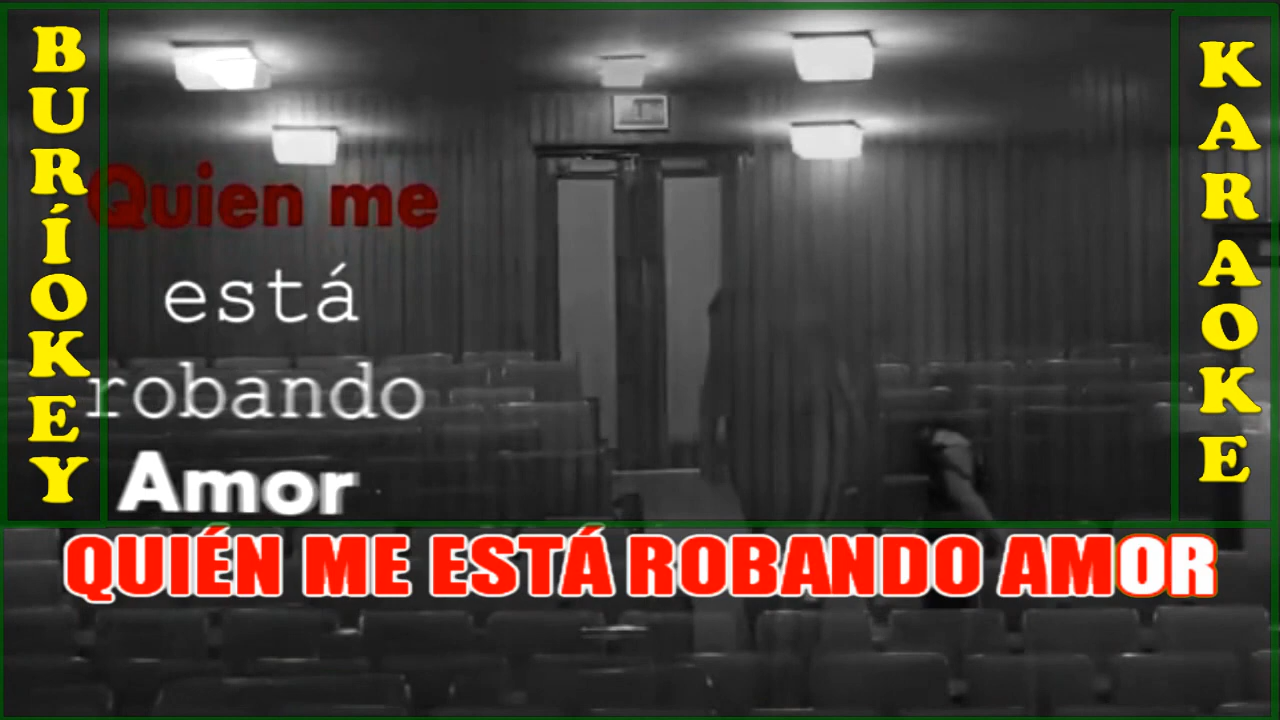 BURÍOKEY
KARAOKE
Quien me
está
robando
Amor
QUIÉN ME ESTÁ ROBANDO AMOR